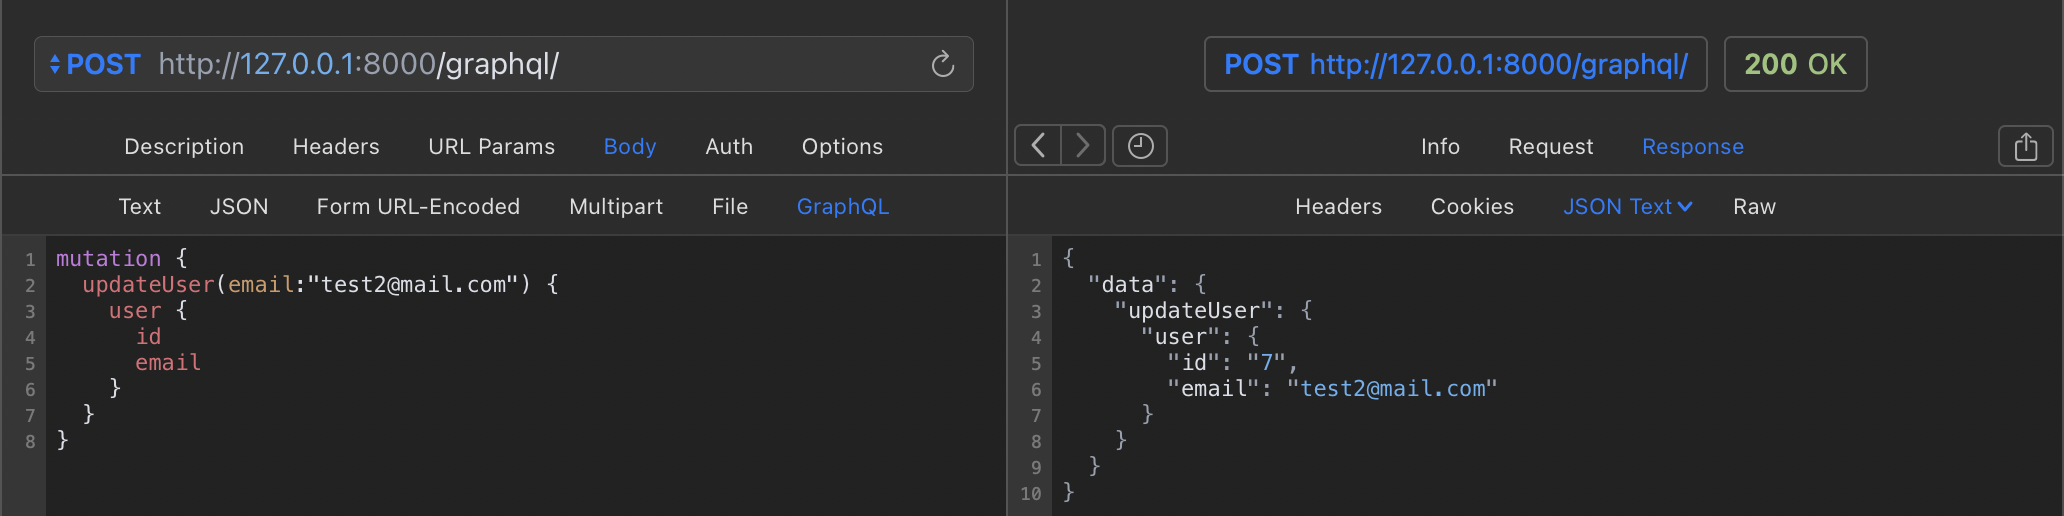 POST http://127.0.0.1:8000/graphql/
Description Headers URL Params Body Auth Options
Text JSON Form URL-Encoded Multipart File GraphQL
1 mutation {
2   updateUser(email:"test2@mail.com") {
3     user {
4       id
5       email
6     }
7   }
8 }
POST http://127.0.0.1:8000/graphql/ 200 OK
Info Request Response
Headers Cookies JSON Text Raw
1 {
2   "data": {
3     "updateUser": {
4       "user": {
5         "id": "7",
6         "email": "test2@mail.com"
7       }
8     }
9   }
10 }